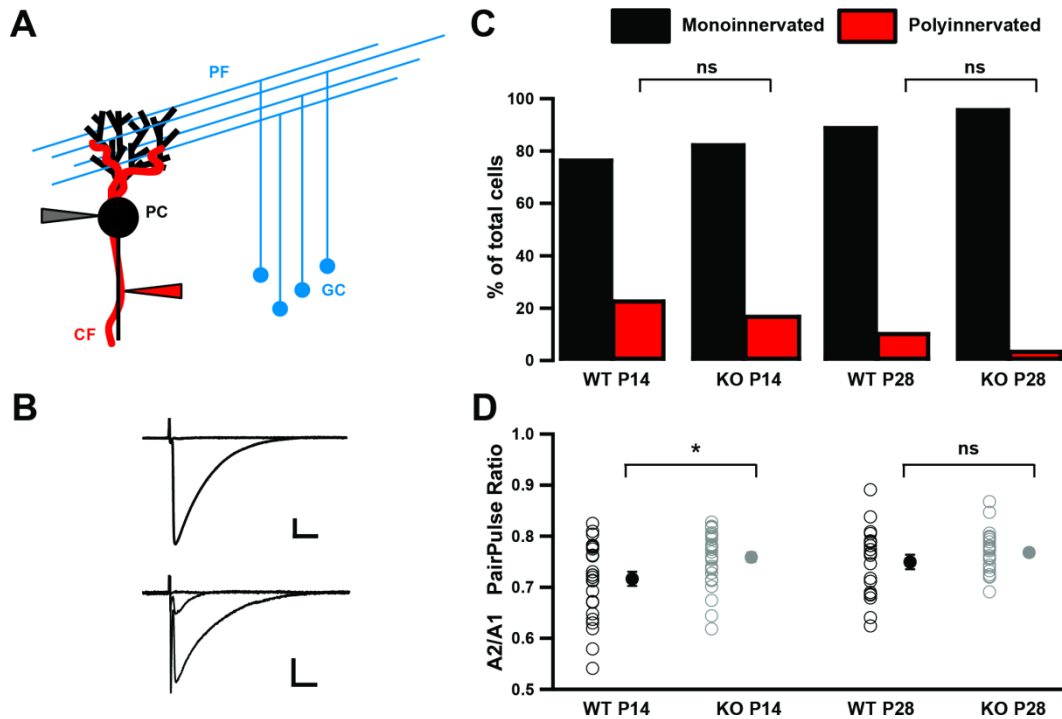 A
PF
PC
GC
CF
B
C
Monoinnervated
Polyinnervated
ns
ns
% of total cells
100
80
60
40
20
0
WT P14
KO P14
WT P28
KO P28
D
A2/A1 PairPulse Ratio
1.0
0.9
0.8
0.7
0.6
0.5
*
ns
WT P14
KO P14
WT P28
KO P28